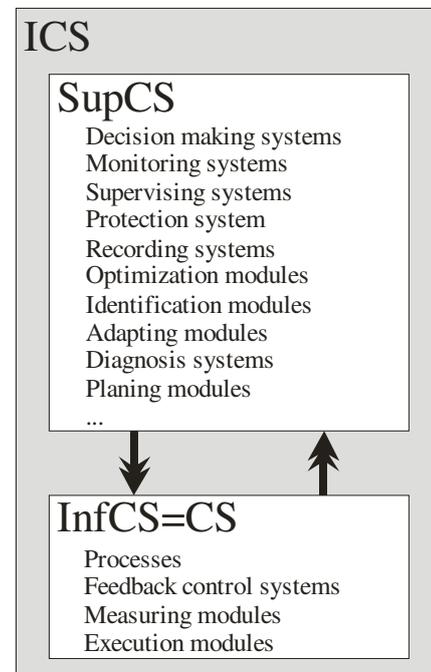 ICS
SupCS
Decision making systems
Monitoring systems
Supervising systems
Protection system
Recording systems
Optimization modules
Identification modules
Adapting modules
Diagnosis systems
Planing modules
...
InfCS=CS
Processes
Feedback control systems
Measuring modules
Execution modules